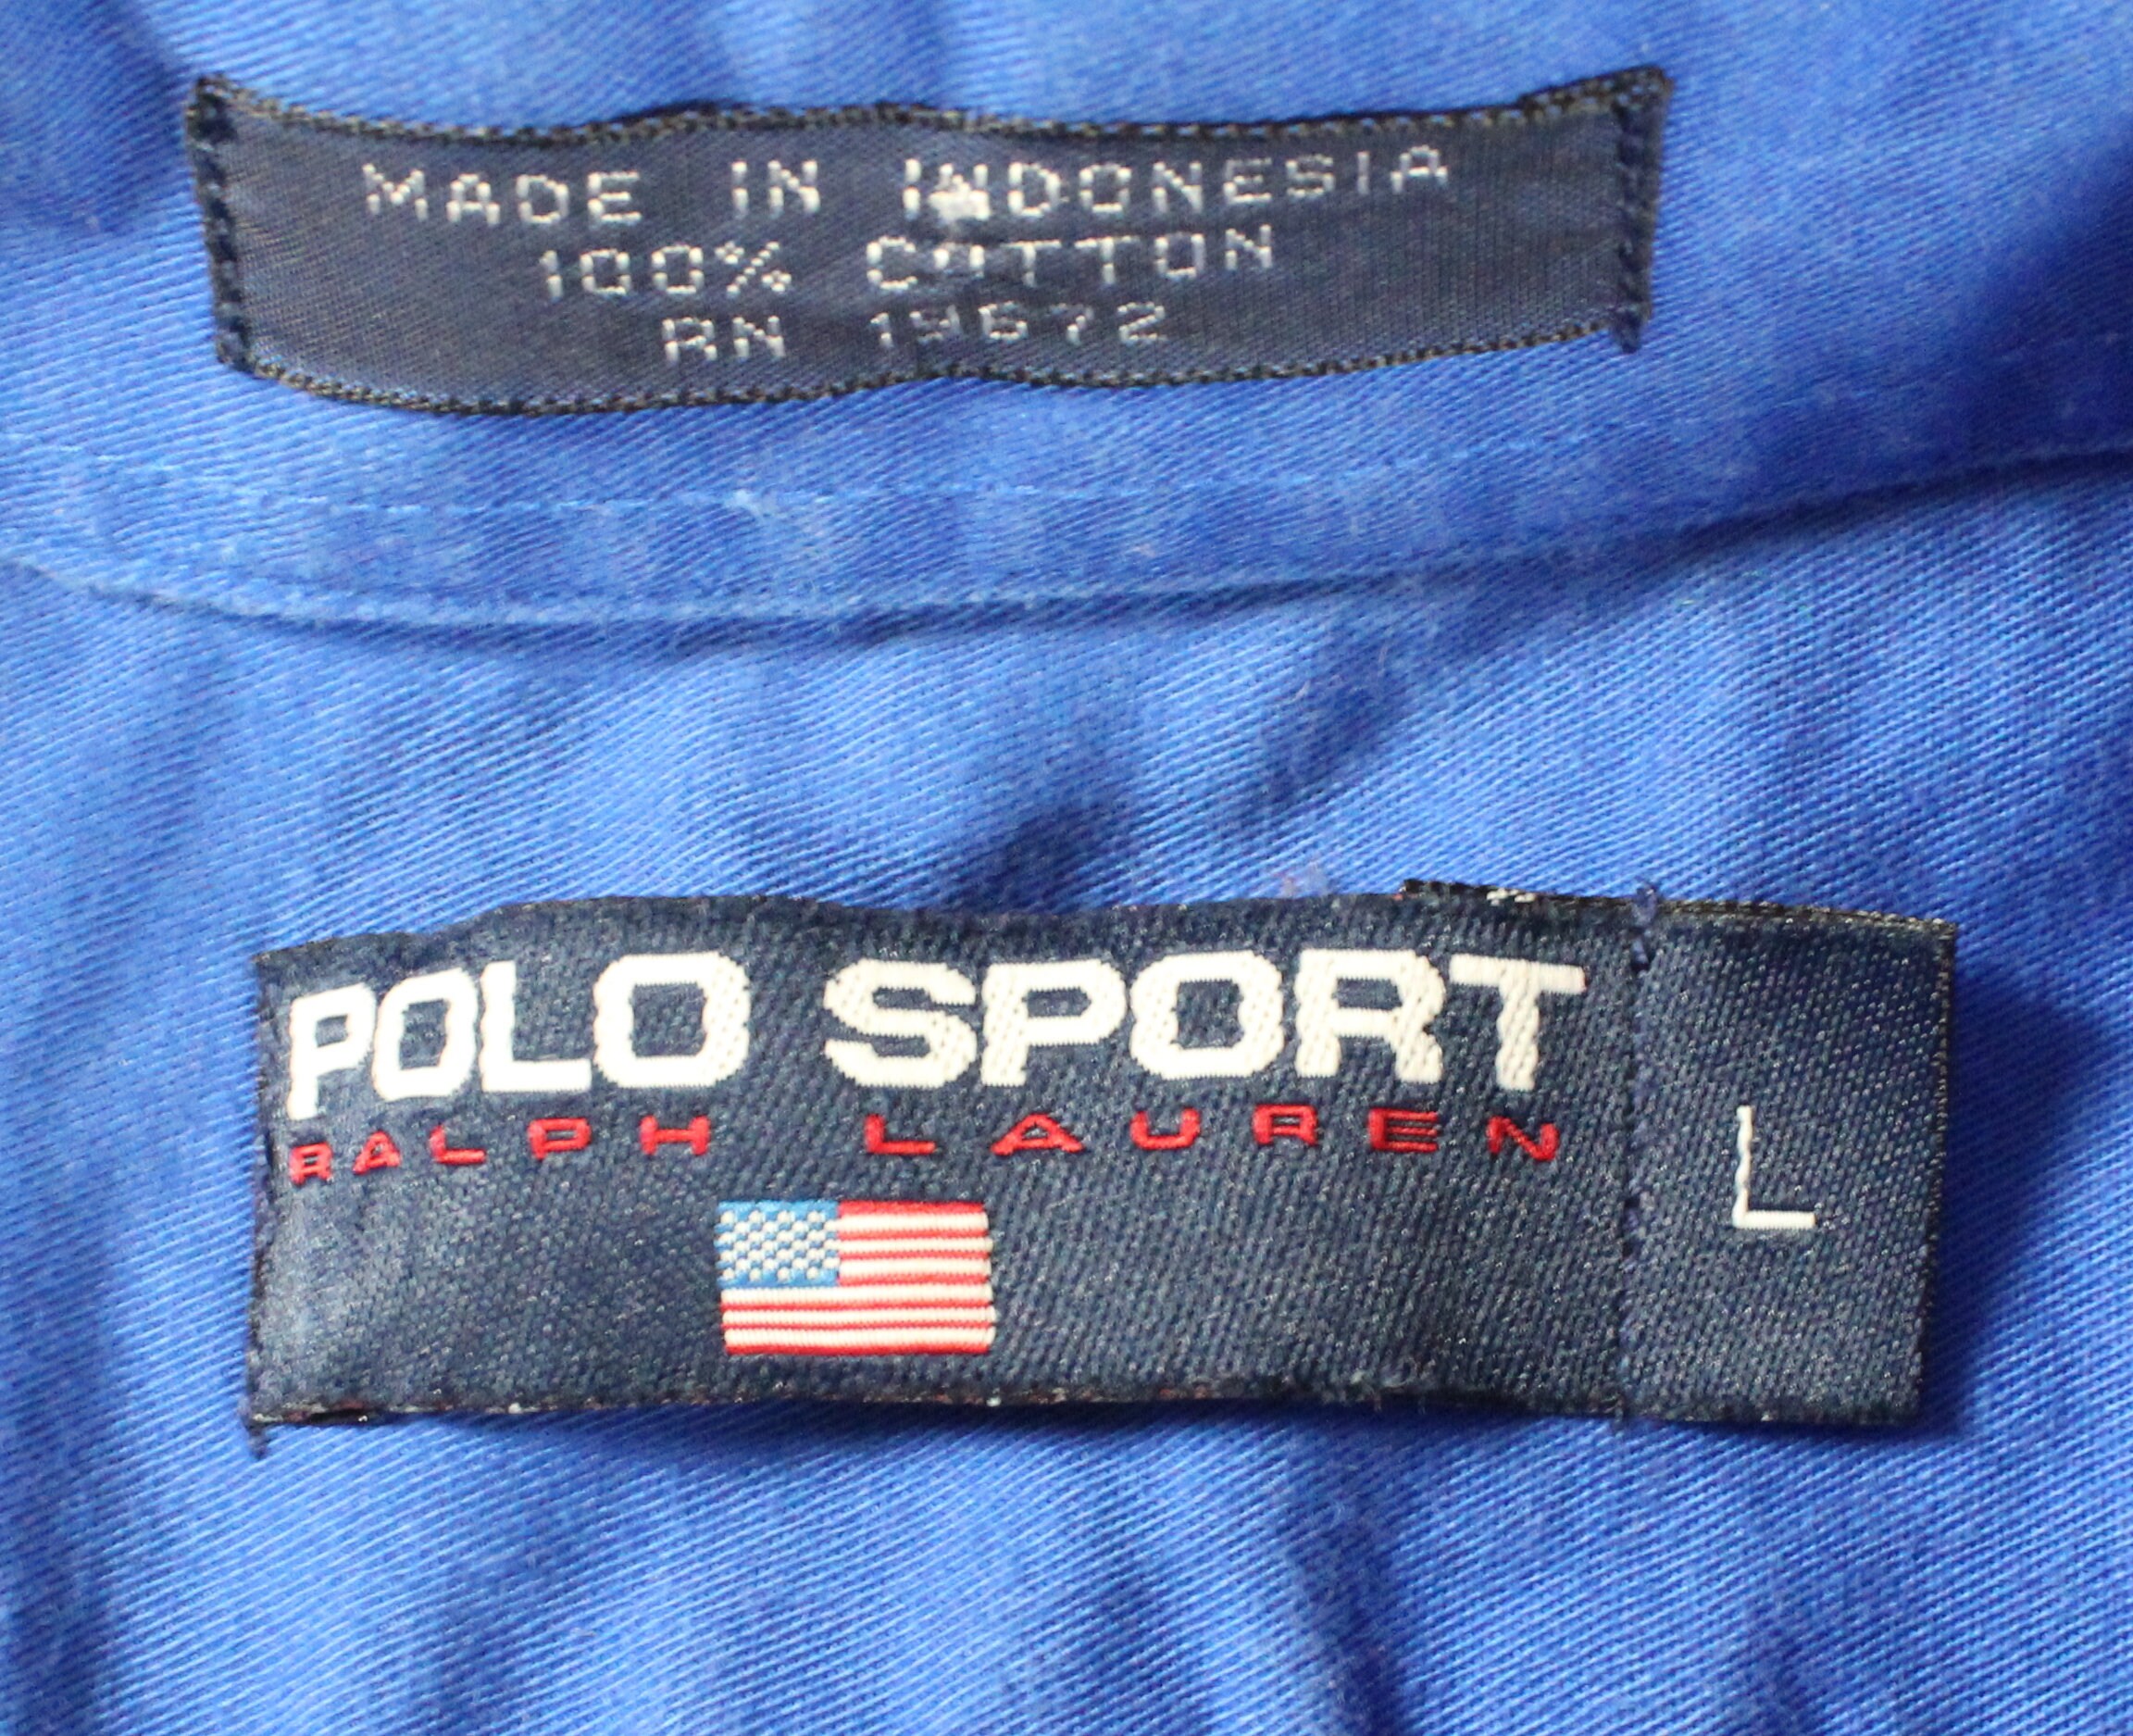 MADE IN INDONESIA
100% COTTON
RN 19672
POLO SPORT
RALPH LAUREN
L